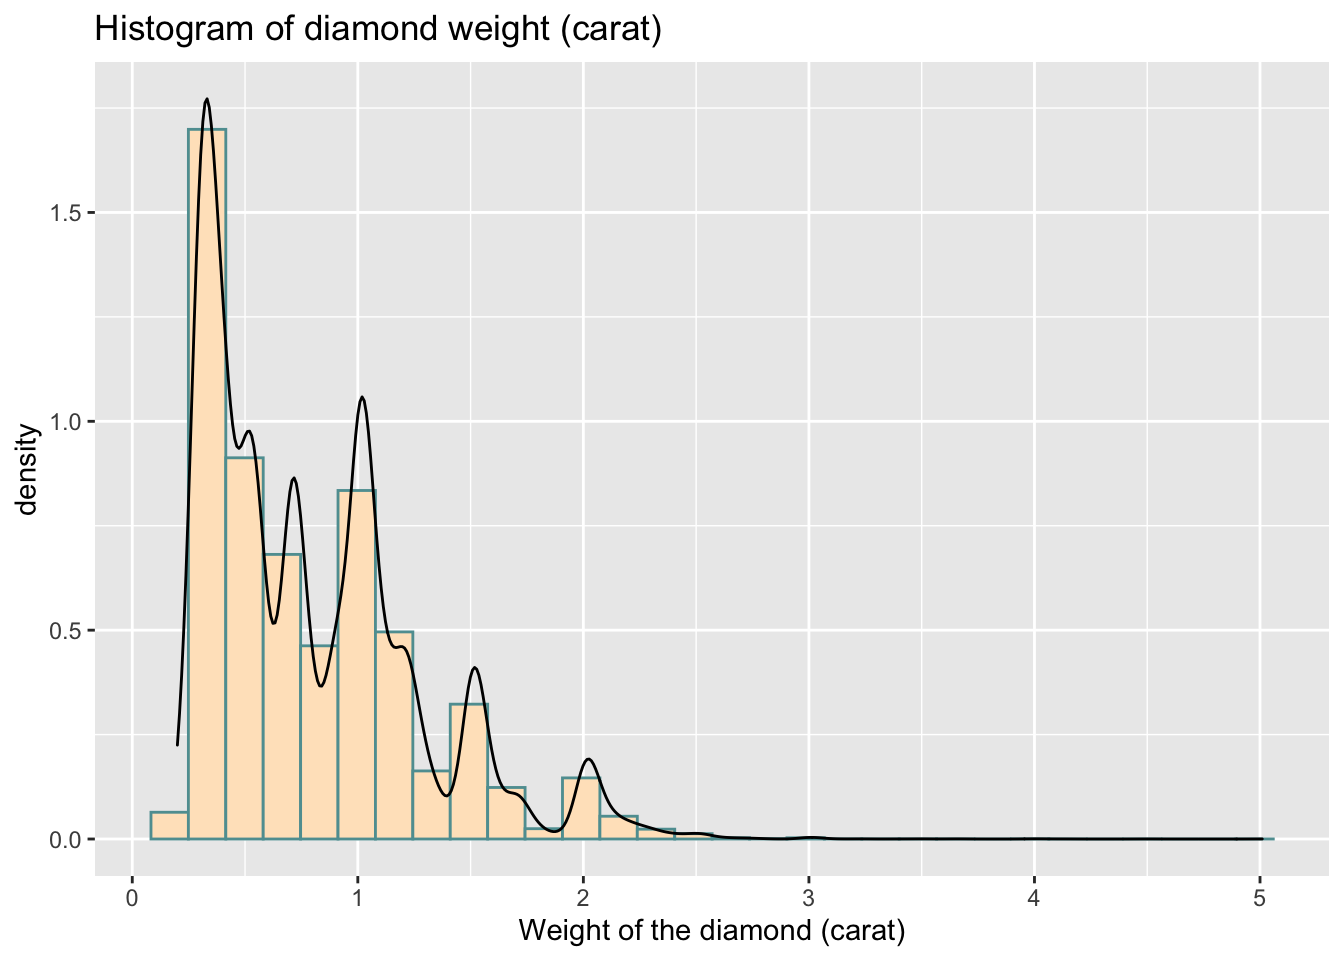 Histogram of diamond weight (carat)
density
1.5
1.0
0.5
0.0
0 1 2 3 4 5
Weight of the diamond (carat)